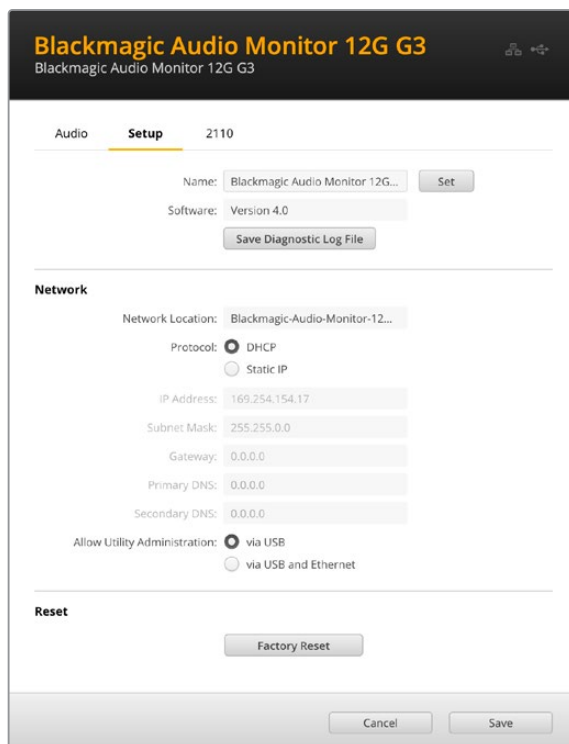 Blackmagic Audio Monitor 12G G3
Blackmagic Audio Monitor 12G G3
Audio Setup 2110
Name: Blackmagic Audio Monitor 12G... Set
Software: Version 4.0
Save Diagnostic Log File
Network
Network Location: Blackmagic-Audio-Monitor-12...
Protocol: DHCP
Static IP
IP Address: 169.254.154.17
Subnet Mask: 255.255.0.0
Gateway: 0.0.0.0
Primary DNS: 0.0.0.0
Secondary DNS: 0.0.0.0
Allow Utility Administration: via USB
via USB and Ethernet
Reset
Factory Reset
Cancel Save